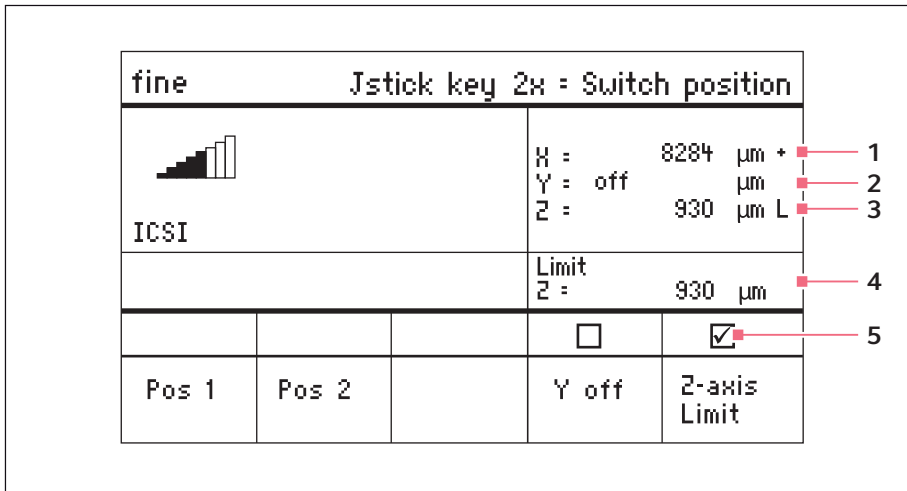 fine Jstick key 2x = Switch position
X = 8284 µm + 1
Y = off µm 2
Z = 930 µm L 3
ICSI
Limit
Z = 930 µm 4
5
Pos 1 Pos 2 Y off Z-axis
Limit